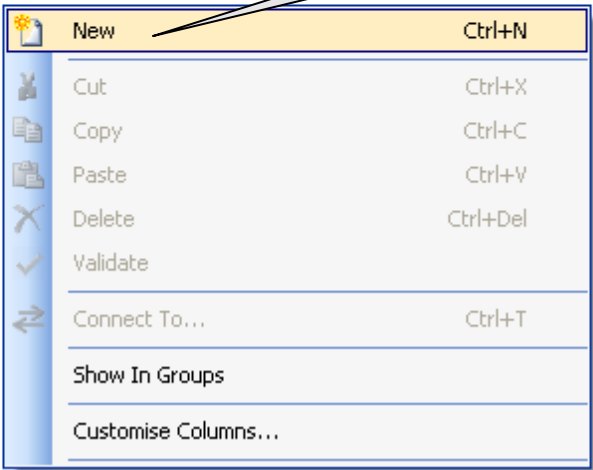 New Ctrl+N
Cut Ctrl+X
Copy Ctrl+C
Paste Ctrl+V
Delete Ctrl+Del
Validate
Connect To... Ctrl+T
Show In Groups
Customise Columns...